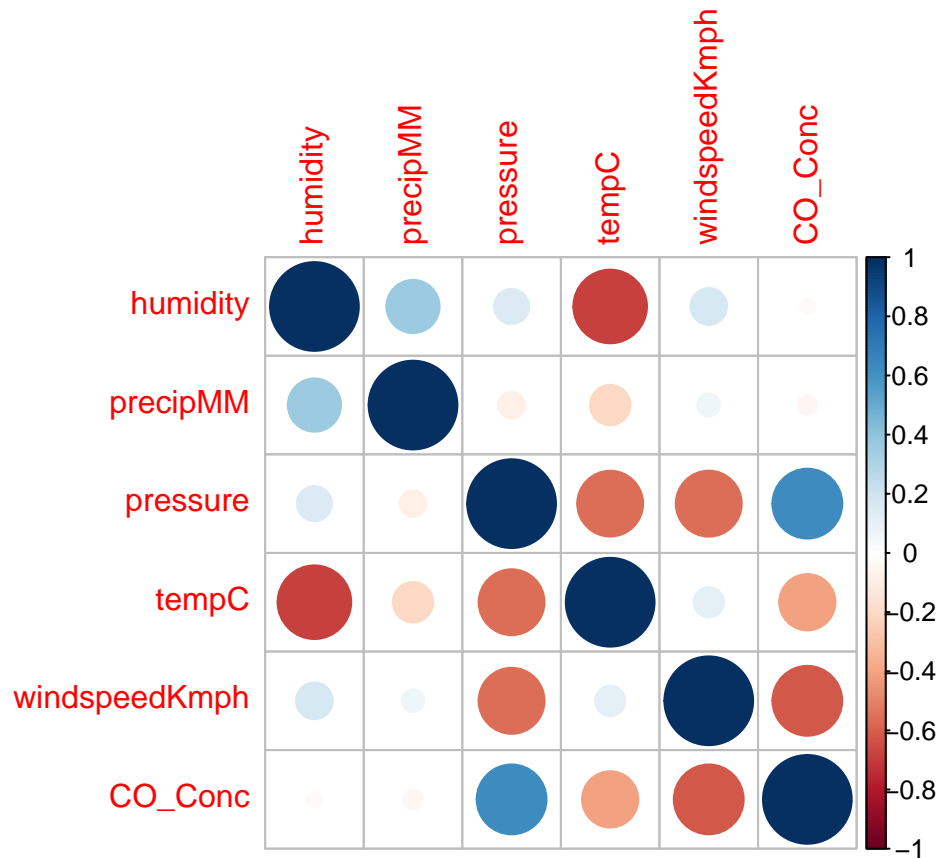 humidity
precipMM
pressure
tempC
windspeedKmph
CO_Conc
humidity
precipMM
pressure
tempC
windspeedKmph
CO_Conc
1
0.8
0.6
0.4
0.2
0
−0.2
−0.4
−0.6
−0.8
−1